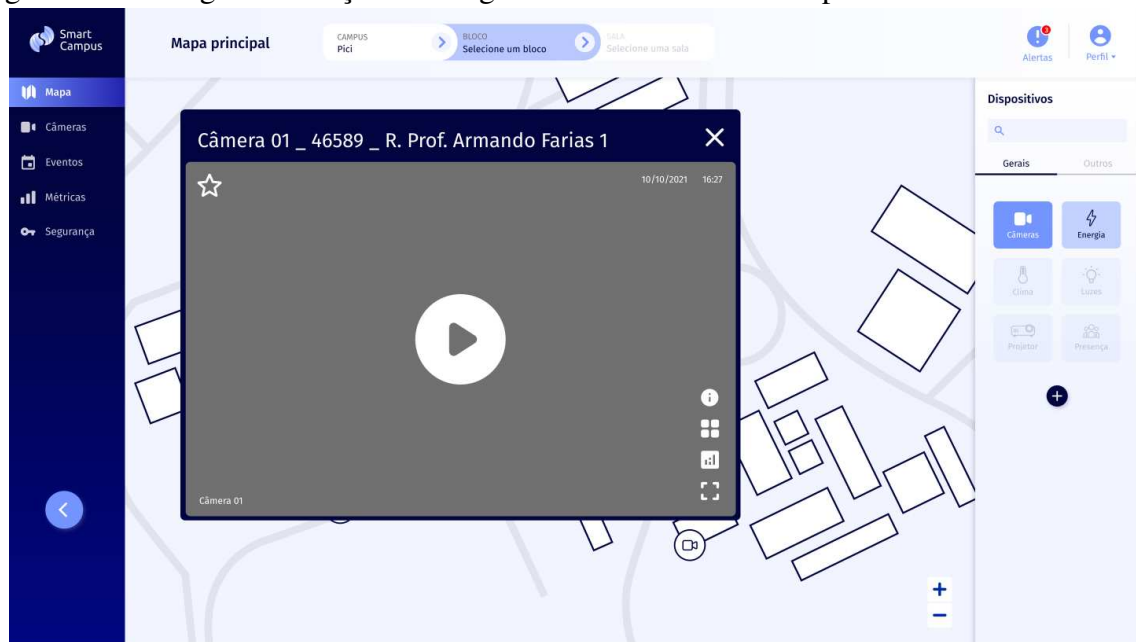 Smart
Campus
Mapa principal
CAMPUS
Pici
BLOCO
Selecione um bloco
SALA
Selecione uma sala
3
Alertas
Perfil
Mapa
Câmeras
Eventos
Métricas
Segurança
Câmera 01 _ 46589 _ R. Prof. Armando Farias 1
10/10/2021 16:27
Câmera 01
Dispositivos
Gerais Outros
Câmeras Energia
Clima Luzes
Projetor Presença